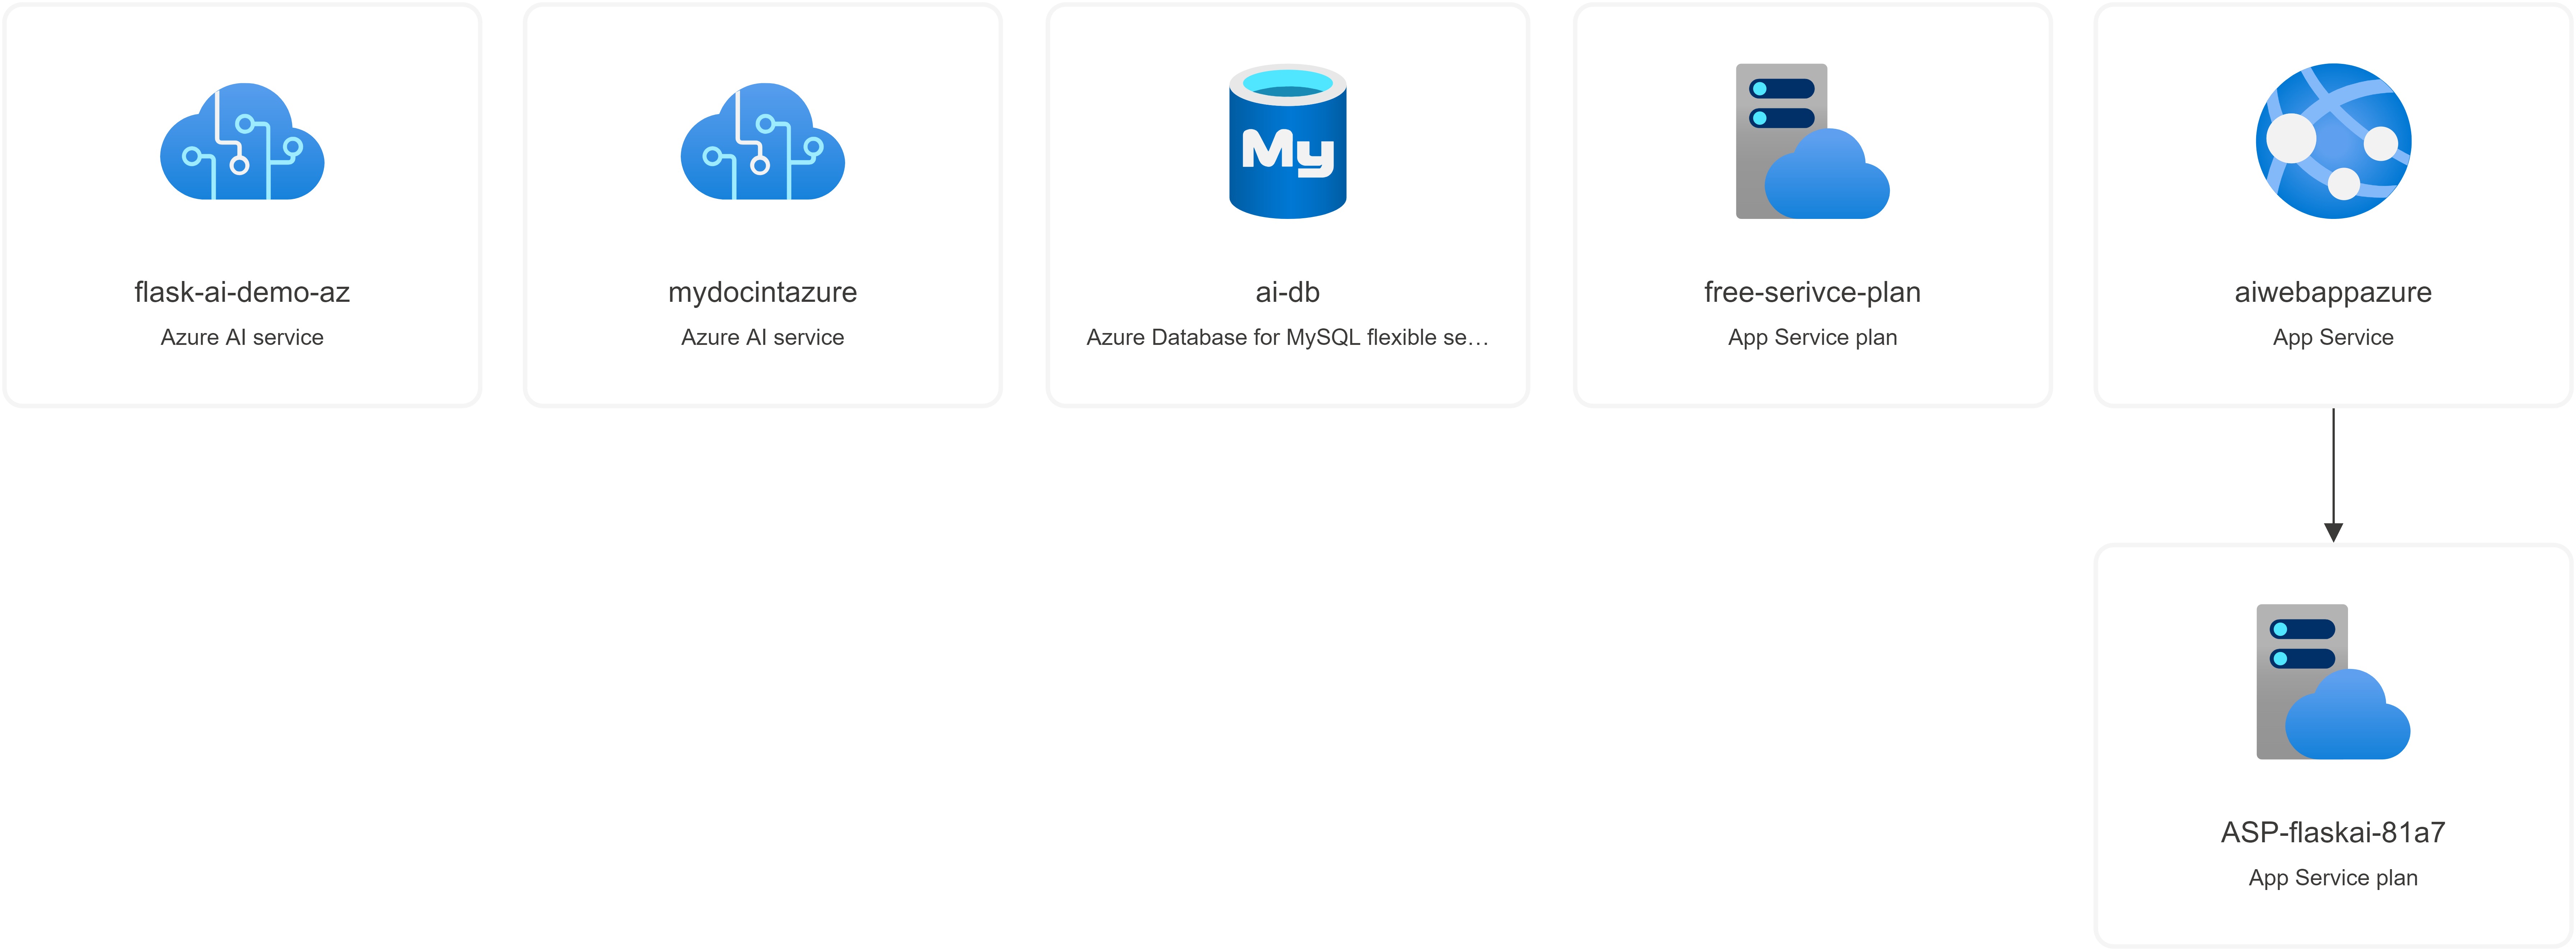 My
flask-ai-demo-az
Azure AI service
mydocintazure
Azure AI service
ai-db
Azure Database for MySQL flexible se...
free-serivce-plan
App Service plan
aiwebappazure
App Service
ASP-flaskai-81a7
App Service plan